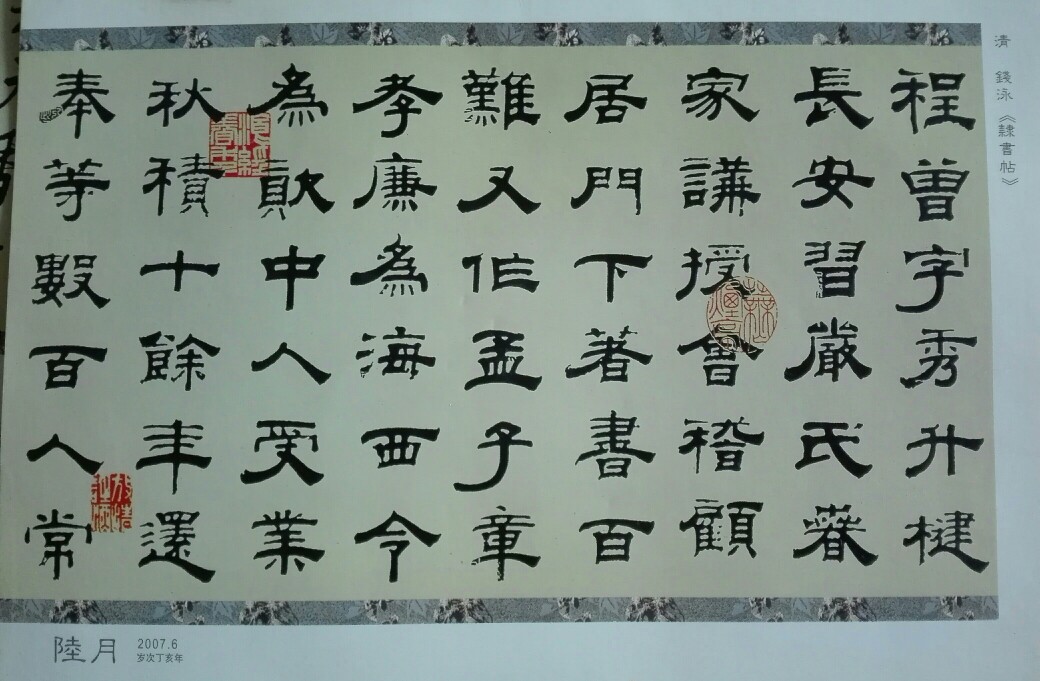 清 錢泳《隸書帖》
程曾字秀升楗
長安習嚴氏萅
家講授會稽顧
居門下著書百
難又作孟子章
孝廉為海西令
為中人受業
秋積十餘年還
奉等數百人常
陸月
2007.6
岁次丁亥年